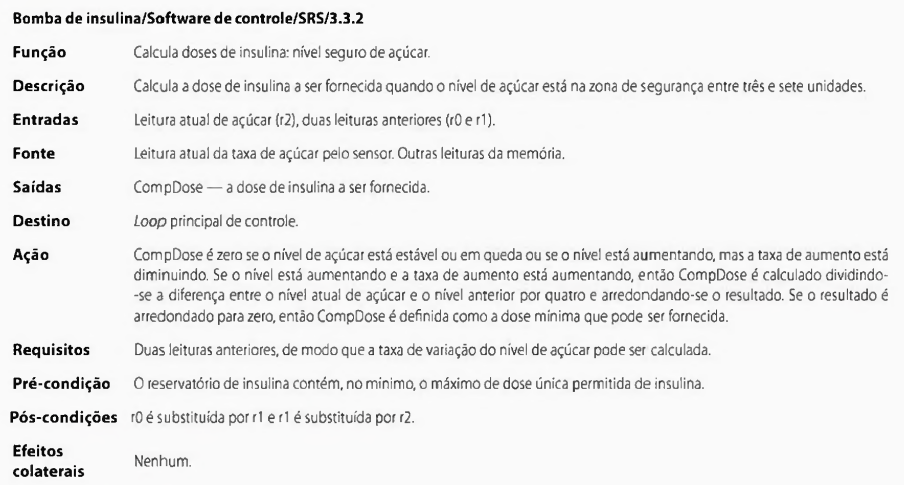 Bomba de insulina/Software de controle/SRS/3.3.2
Função Calcula doses de insulina: nível seguro de açúcar.
Descrição Calcula a dose de insulina a ser fornecida quando o nível de açúcar está na zona de segurança entre três e sete unidades.
Entradas Leitura atual de açúcar (r2), duas leituras anteriores (r0 e r1).
Fonte Leitura atual da taxa de açúcar pelo sensor. Outras leituras da memória.
Saídas CompDose — a dose de insulina a ser fornecida.
Destino Loop principal de controle.
Ação CompDose é zero se o nível de açúcar está estável ou em queda ou se o nível está aumentando, mas a taxa de aumento está
diminuindo. Se o nível está aumentando e a taxa de aumento está aumentando, então CompDose é calculado dividindo-
-se a diferença entre o nível atual de açúcar e o nível anterior por quatro e arredondando-se o resultado. Se o resultado é
arredondado para zero, então CompDose é definida como a dose mínima que pode ser fornecida.
Requisitos Duas leituras anteriores, de modo que a taxa de variação do nível de açúcar pode ser calculada.
Pré-condição O reservatório de insulina contém, no mínimo, o máximo de dose única permitida de insulina.
Pós-condições r0 é substituída por r1 e r1 é substituída por r2.
Efeitos
colaterais Nenhum.